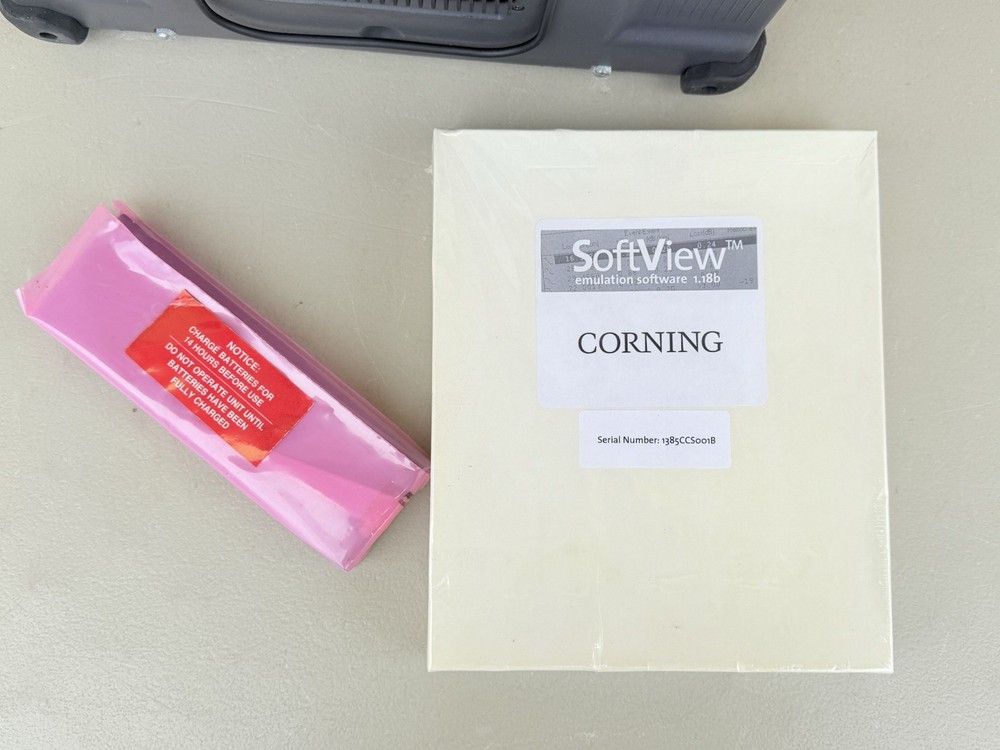 NOTICE:
CHARGE BATTERIES FOR
14 HOURS BEFORE USE
DO NOT OPERATE UNIT UNTIL
BATTERIES HAVE BEEN
FULLY CHARGED
SoftView™
emulation software 1.18b
CORNING
Serial Number: 1385CCS001B